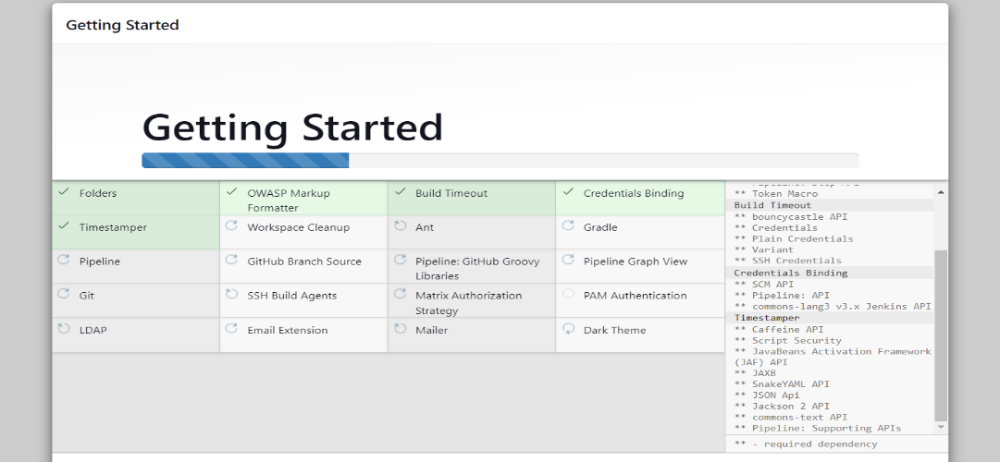 Getting Started
Getting Started
Folders
OWASP Markup
Formatter
Build Timeout
Credentials Binding
Timestamper
Workspace Cleanup
Ant
Gradle
Pipeline
GitHub Branch Source
Pipeline: GitHub Groovy
Libraries
Pipeline Graph View
Git
SSH Build Agents
Matrix Authorization
Strategy
PAM Authentication
LDAP
Email Extension
Mailer
Dark Theme
** Token Macro
Build Timeout
** bouncycastle API
** Credentials
** Plain Credentials
** Variant
** SSH Credentials
Credentials Binding
** SCM API
** Pipeline: API
** commons-lang3 v3.x Jenkins API
Timestamper
** Caffeine API
** Script Security
** JavaBeans Activation Framework
(JAF) API
** JAXB
** SnakeYAML API
** JSON Api
** Jackson 2 API
** commons-text API
** Pipeline: Supporting APIs
** - required dependency